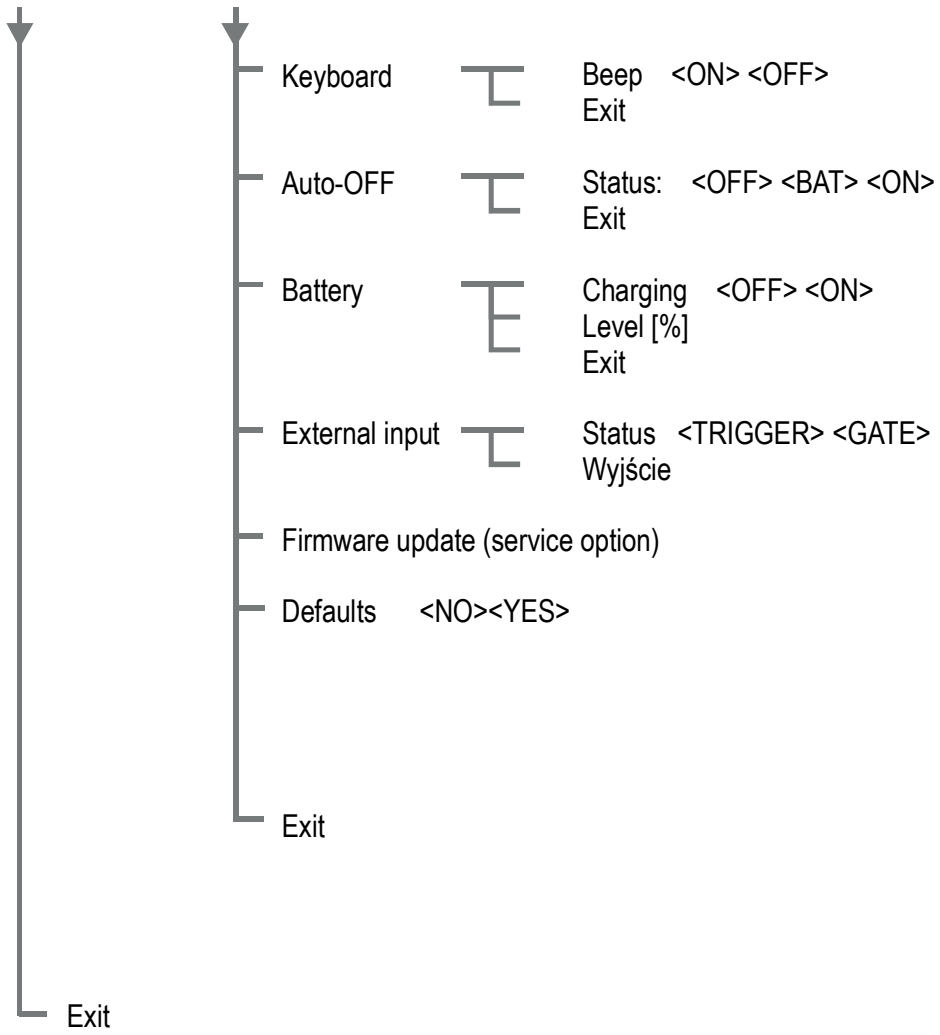 Keyboard Beep <ON> <OFF>
Exit
Auto-OFF Status: <OFF> <BAT> <ON>
Exit
Battery Charging <OFF> <ON>
Level [%]
Exit
External input Status <TRIGGER> <GATE>
Wyjście
Firmware update (service option)
Defaults <NO><YES>
Exit
Exit